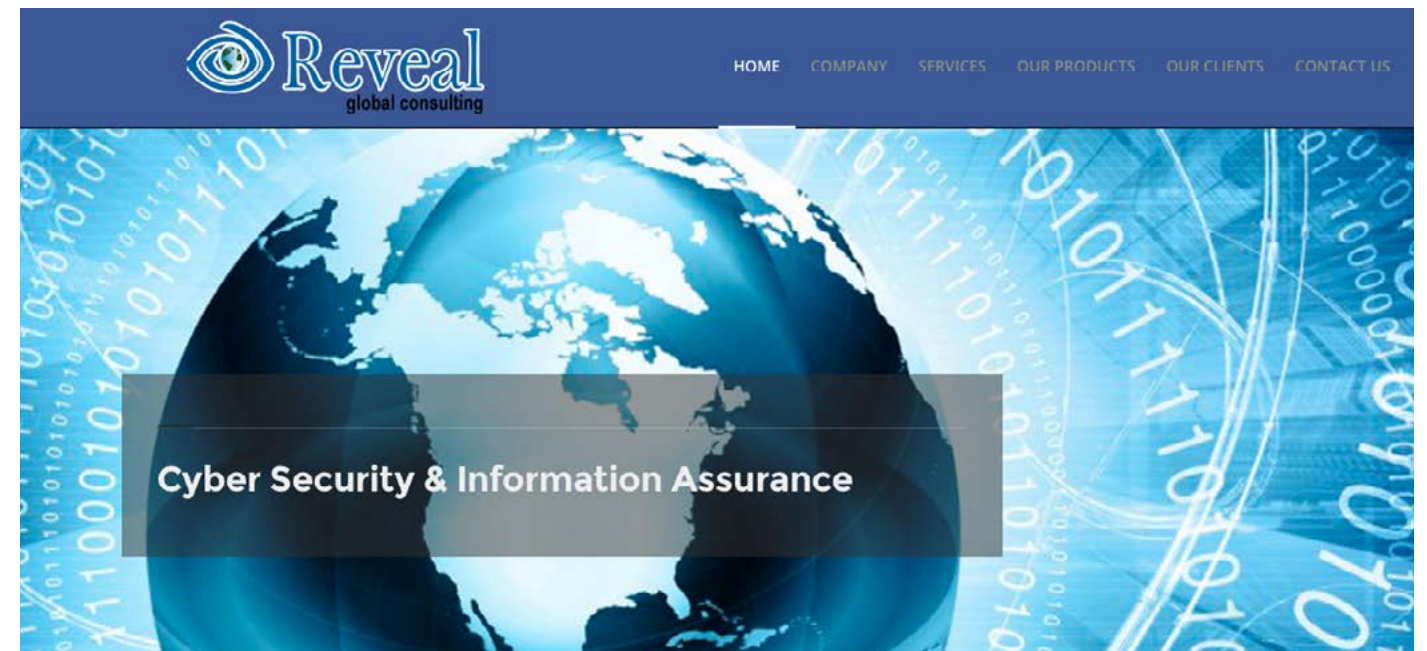 Reveal
global consulting
HOME COMPANY SERVICES OUR PRODUCTS OUR CLIENTS CONTACT US
Cyber Security & Information Assurance